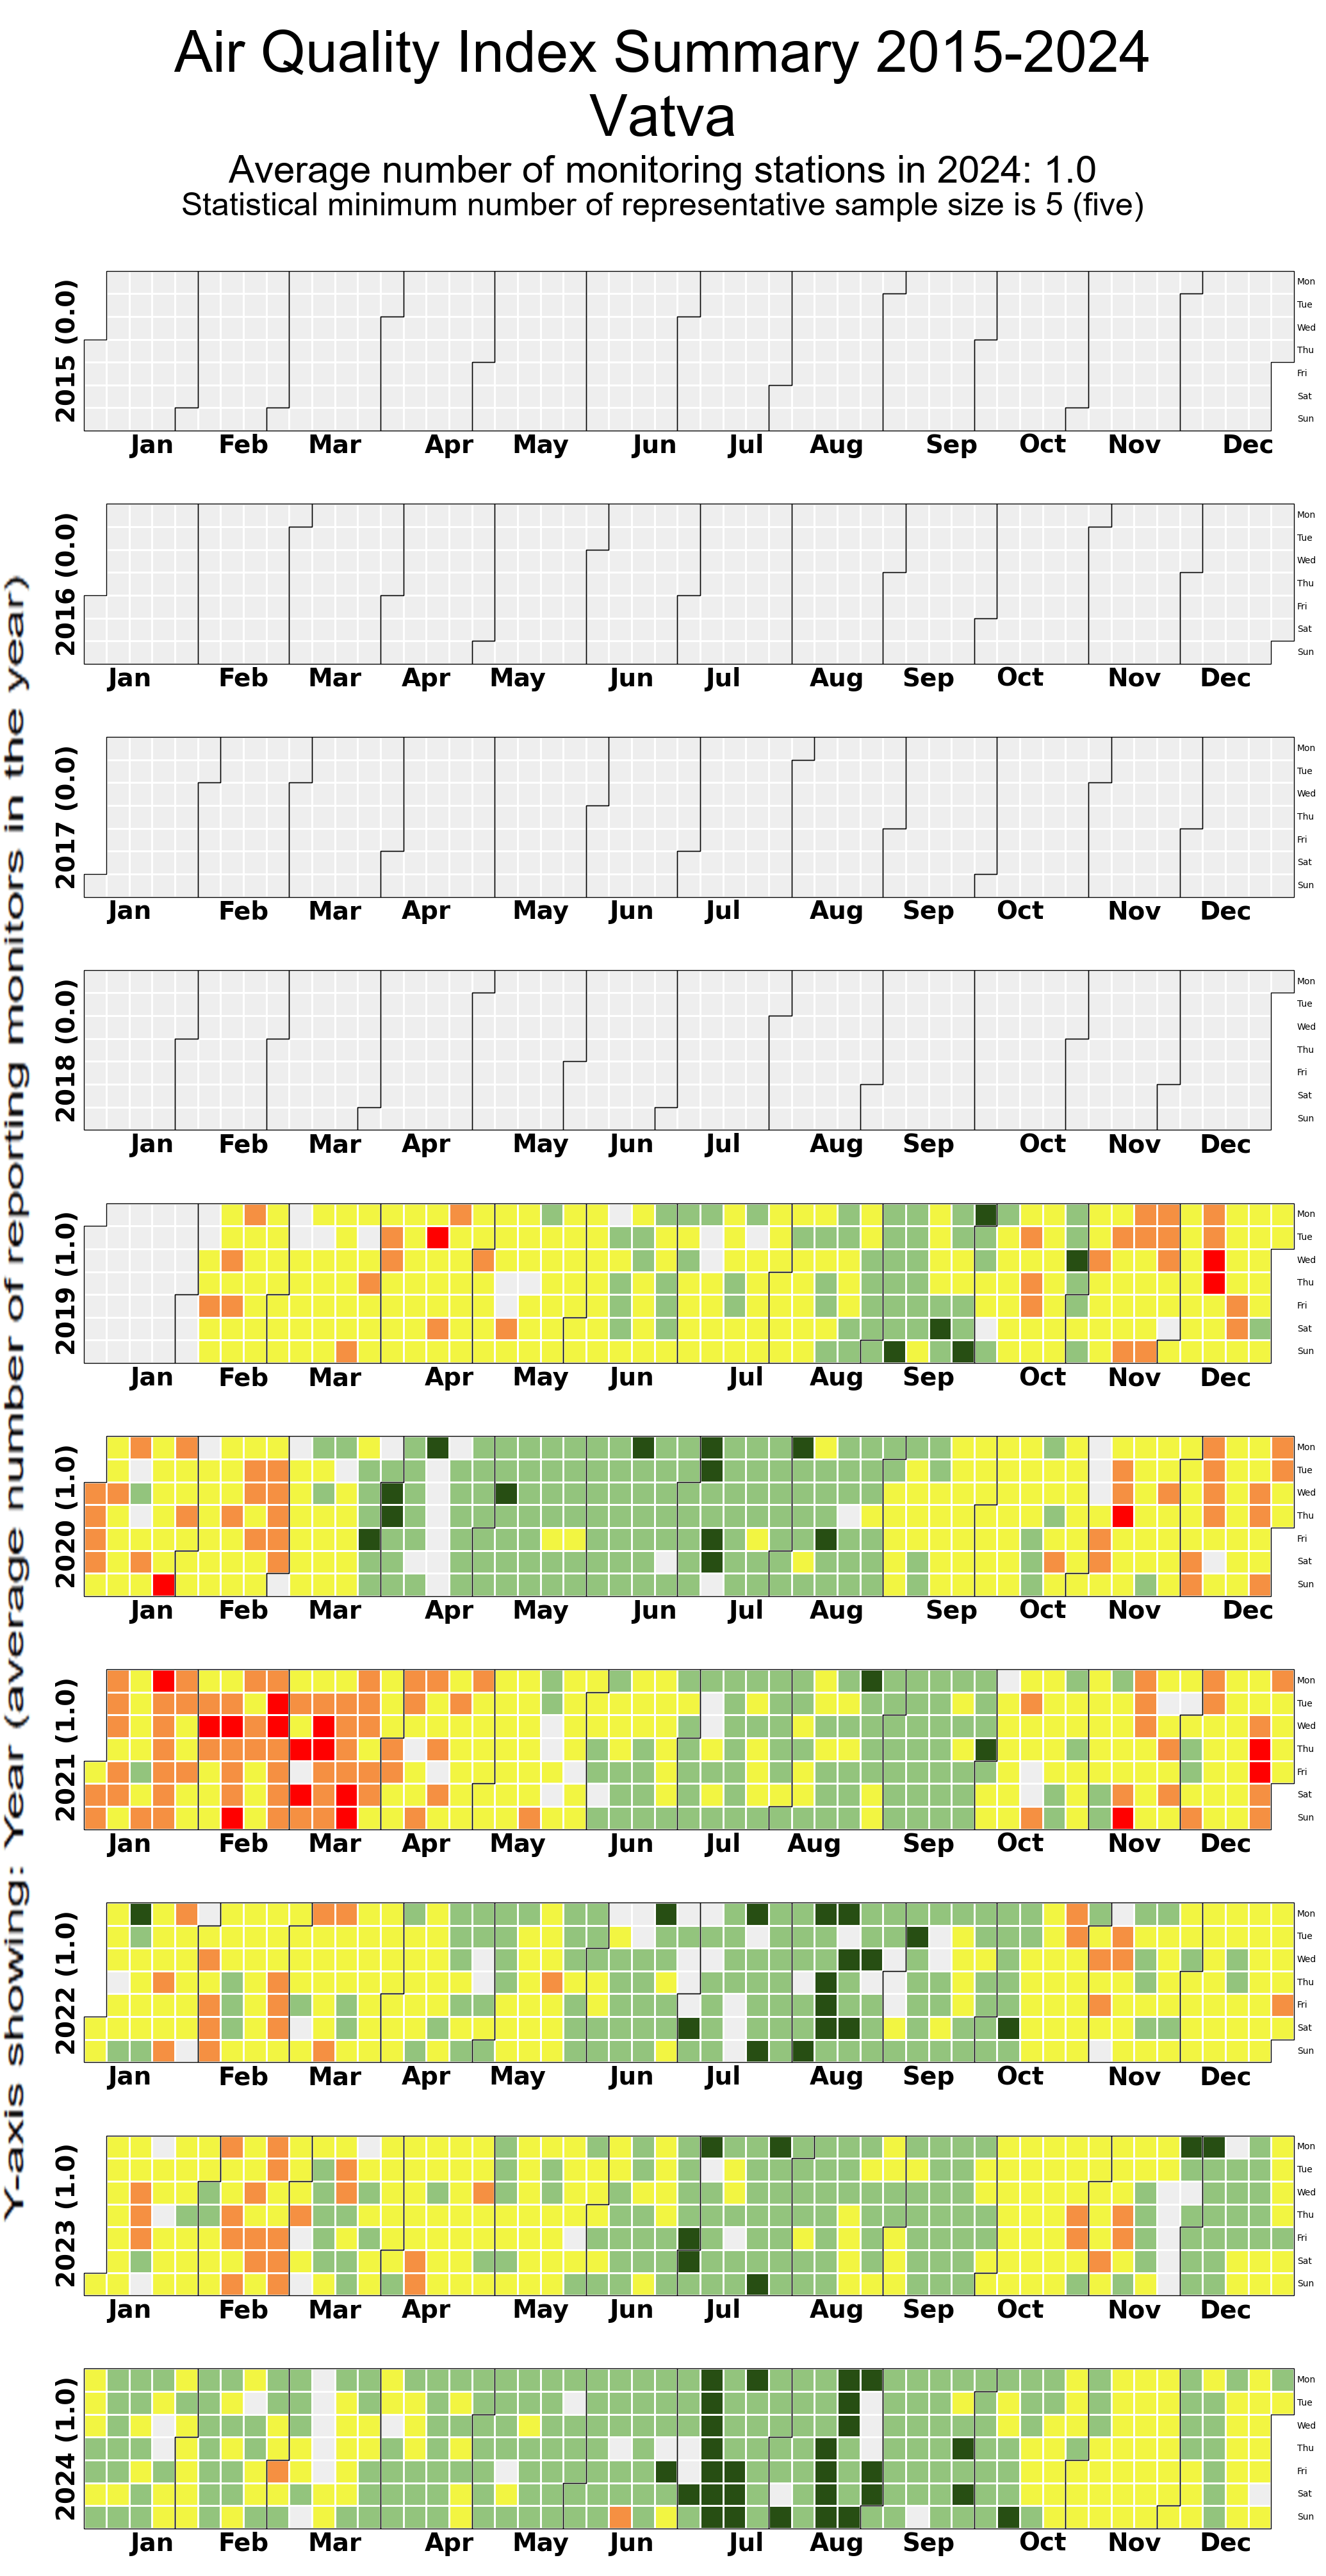 Air Quality Index Summary 2015-2024
Vatva
Average number of monitoring stations in 2024: 1.0
Statistical minimum number of representative sample size is 5 (five)
Y-axis showing: Year (average number of reporting monitors in the year)
2015 (0.0)
Mon
Tue
Wed
Thu
Fri
Sat
Sun
Jan Feb Mar Apr May Jun Jul Aug Sep Oct Nov Dec
2016 (0.0)
Mon
Tue
Wed
Thu
Fri
Sat
Sun
Jan Feb Mar Apr May Jun Jul Aug Sep Oct Nov Dec
2017 (0.0)
Mon
Tue
Wed
Thu
Fri
Sat
Sun
Jan Feb Mar Apr May Jun Jul Aug Sep Oct Nov Dec
2018 (0.0)
Mon
Tue
Wed
Thu
Fri
Sat
Sun
Jan Feb Mar Apr May Jun Jul Aug Sep Oct Nov Dec
2019 (1.0)
Mon
Tue
Wed
Thu
Fri
Sat
Sun
Jan Feb Mar Apr May Jun Jul Aug Sep Oct Nov Dec
2020 (1.0)
Mon
Tue
Wed
Thu
Fri
Sat
Sun
Jan Feb Mar Apr May Jun Jul Aug Sep Oct Nov Dec
2021 (1.0)
Mon
Tue
Wed
Thu
Fri
Sat
Sun
Jan Feb Mar Apr May Jun Jul Aug Sep Oct Nov Dec
2022 (1.0)
Mon
Tue
Wed
Thu
Fri
Sat
Sun
Jan Feb Mar Apr May Jun Jul Aug Sep Oct Nov Dec
2023 (1.0)
Mon
Tue
Wed
Thu
Fri
Sat
Sun
Jan Feb Mar Apr May Jun Jul Aug Sep Oct Nov Dec
2024 (1.0)
Mon
Tue
Wed
Thu
Fri
Sat
Sun
Jan Feb Mar Apr May Jun Jul Aug Sep Oct Nov Dec